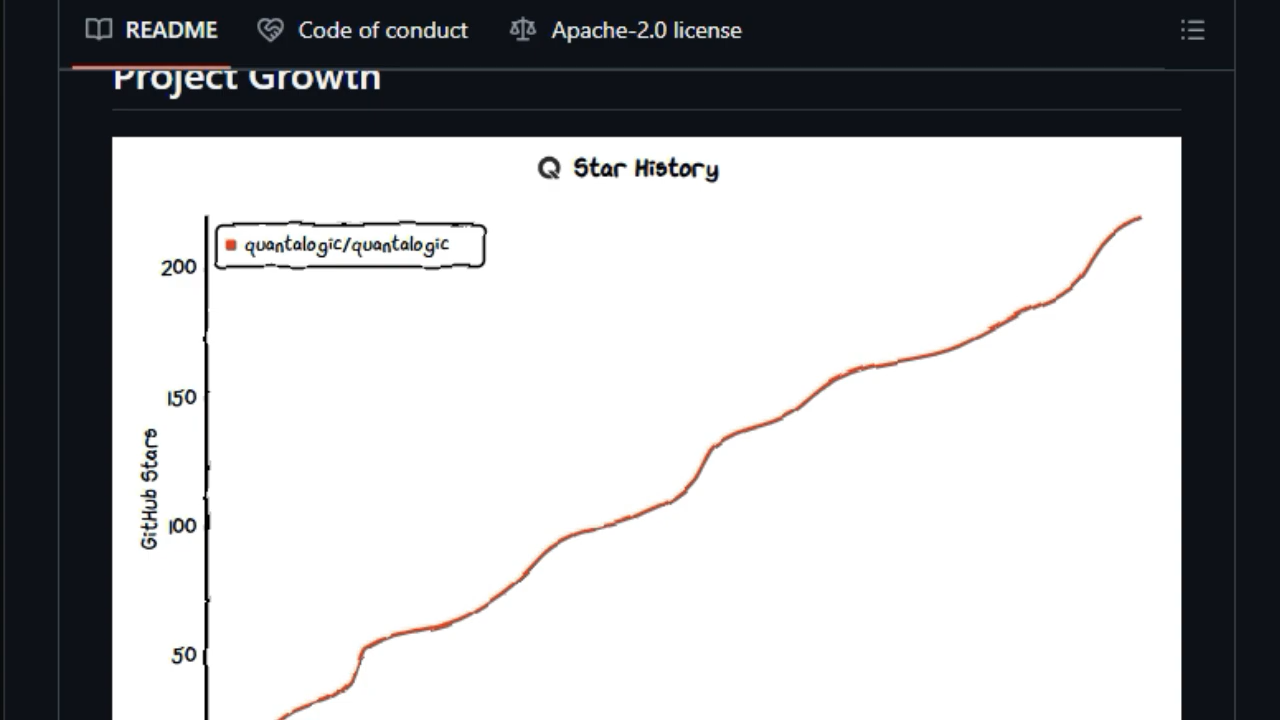 README
Code of conduct
Apache-2.0 license
Project Growth
Star History
quantalogic/quantalogic
200
150
100
50
GitHub Stars